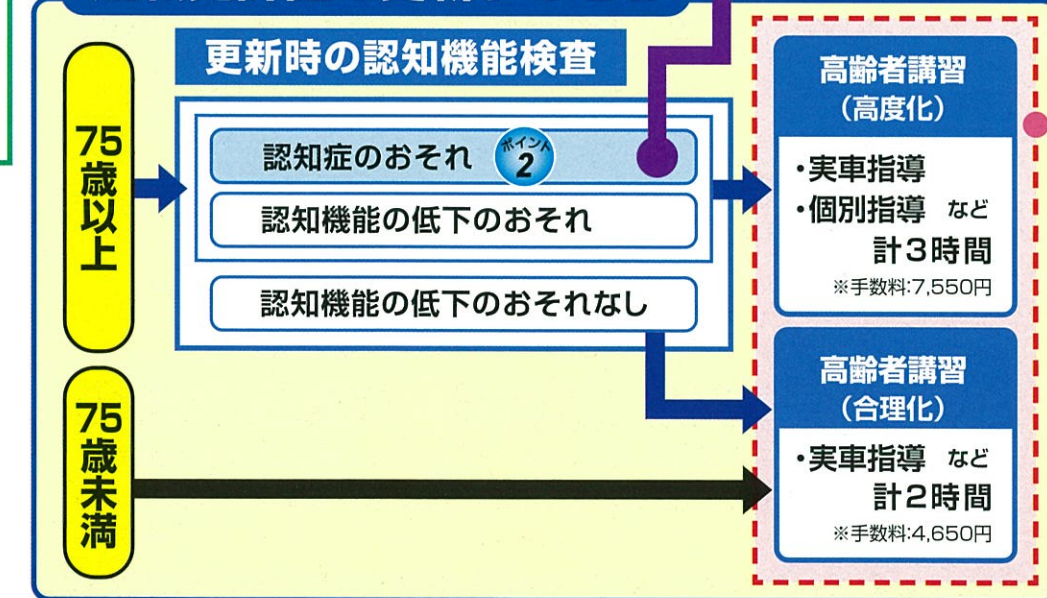 更新時の認知機能検査
75歳以上
認知症のおそれ ポイント2
認知機能の低下のおそれ
認知機能の低下のおそれなし
75歳未満
高齢者講習
(高度化)
・実車指導
・個別指導 など
計3時間
※手数料:7,550円
高齢者講習
(合理化)
・実車指導 など
計2時間
※手数料:4,650円